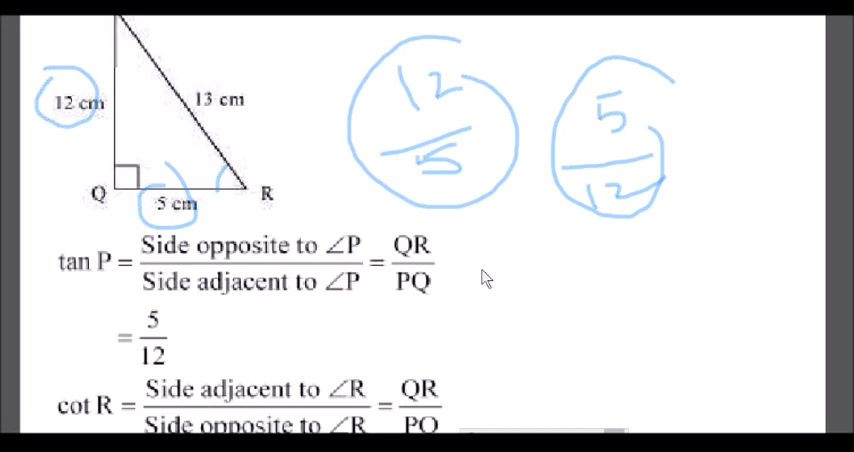 12 cm
13 cm
12
5
5
12
Q
5 cm
R
tan P = Side opposite to ∠P / Side adjacent to ∠P = QR / PQ
= 5 / 12
cot R = Side adjacent to ∠R / Side opposite to ∠R = QR / PQ